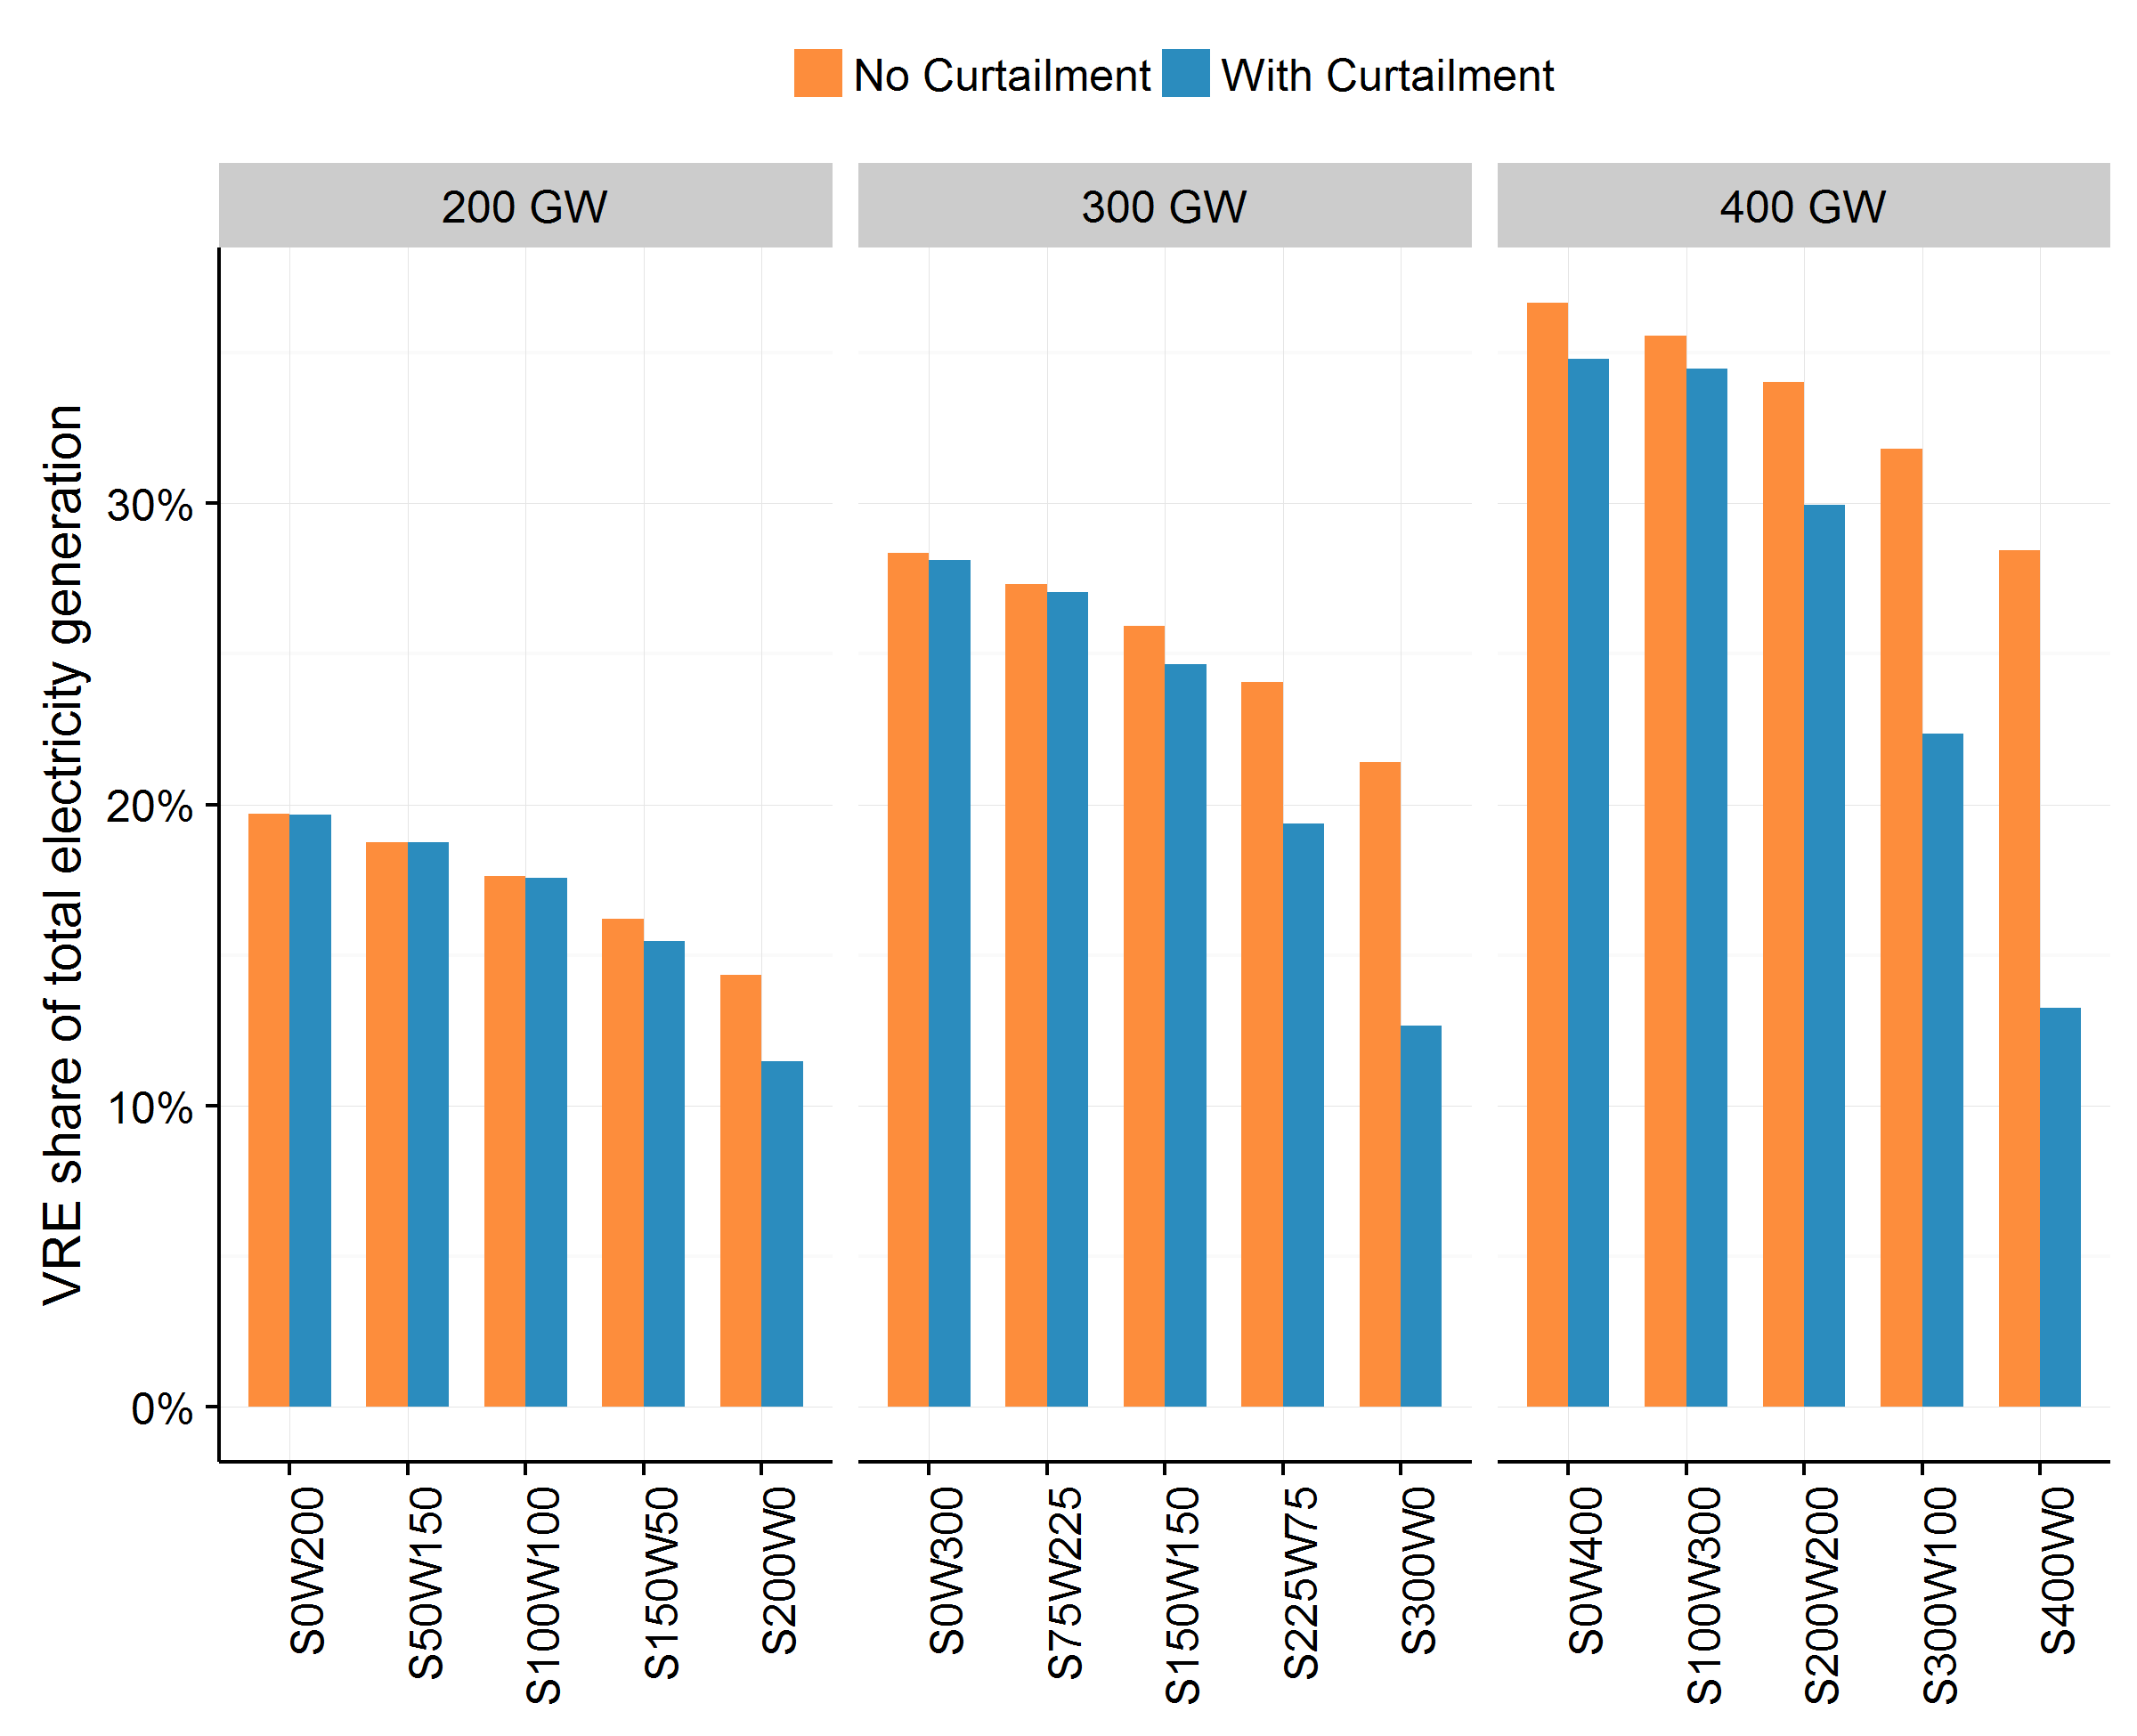 No Curtailment With Curtailment
200 GW 300 GW 400 GW
VRE share of total electricity generation
30%
20%
10%
0%
S0W200
S50W150
S100W100
S150W50
S200W0
S0W300
S75W225
S150W150
S225W75
S300W0
S0W400
S100W300
S200W200
S300W100
S400W0